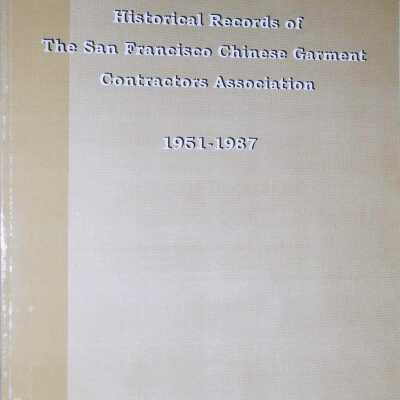 Historical Records of
The San Francisco Chinese Garment
Contractors Association
1951-1987